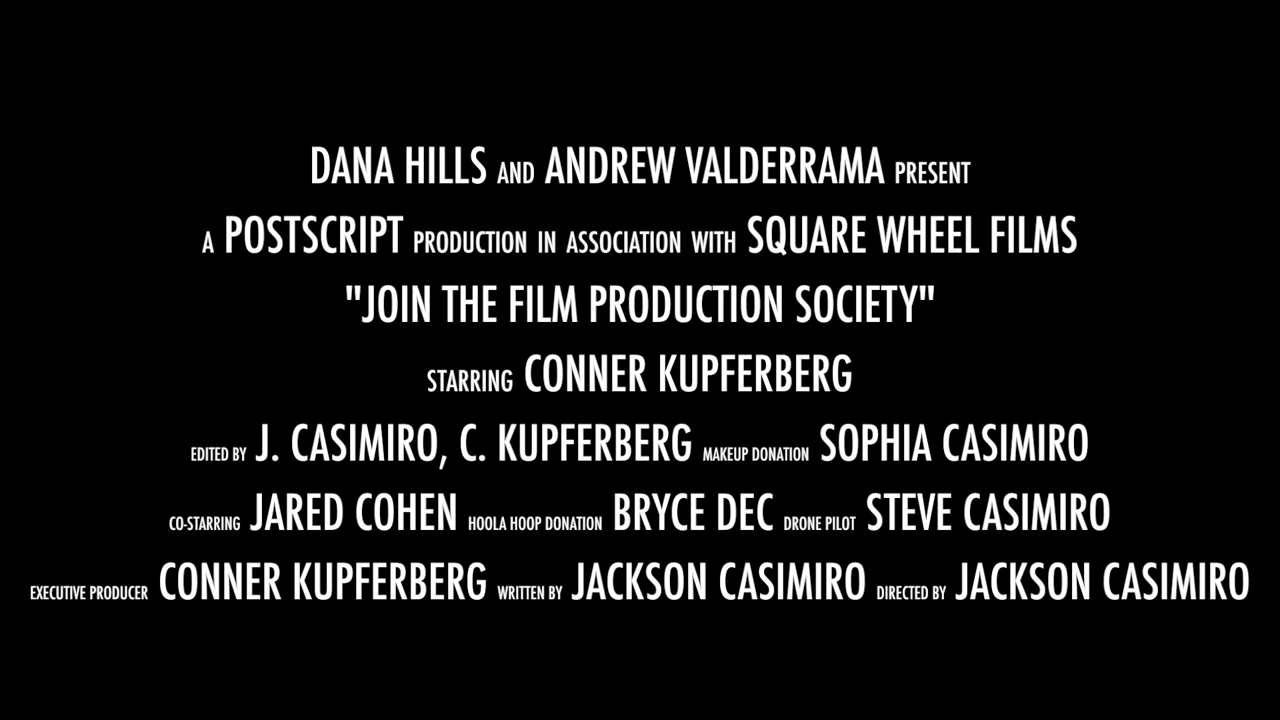 DANA HILLS AND ANDREW VALDERRAMA PRESENT
A POSTSCRIPT PRODUCTION IN ASSOCIATION WITH SQUARE WHEEL FILMS
"JOIN THE FILM PRODUCTION SOCIETY"
STARRING CONNER KUPFERBERG
EDITED BY J. CASIMIRO, C. KUPFERBERG MAKEUP DONATION SOPHIA CASIMIRO
CO-STARRING JARED COHEN HOOLA HOOP DONATION BRYCE DEC DRONE PILOT STEVE CASIMIRO
EXECUTIVE PRODUCER CONNER KUPFERBERG WRITTEN BY JACKSON CASIMIRO DIRECTED BY JACKSON CASIMIRO